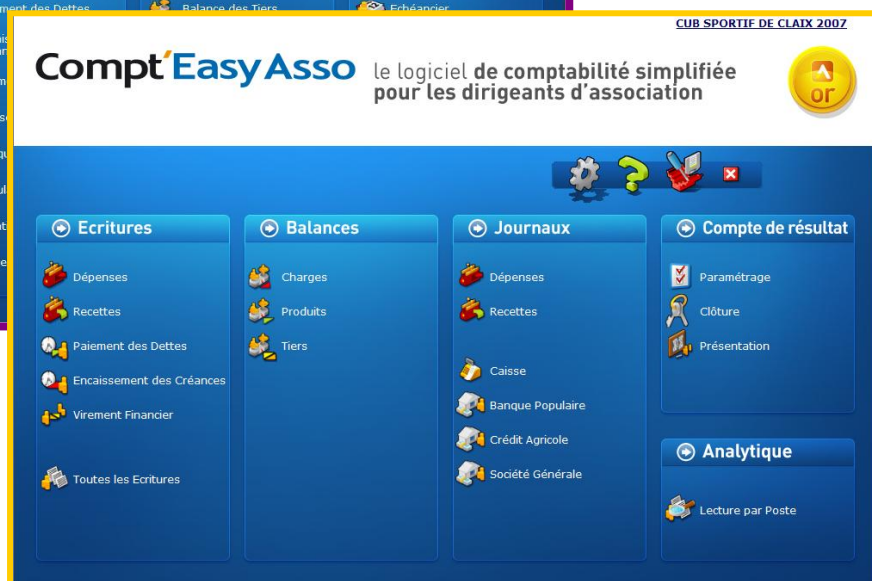 ment des Dettes
Balance des Tiers
Echéancier
CUB SPORTIF DE CLAIX 2007
Compt'Easy Asso
le logiciel de comptabilité simplifiée
pour les dirigeants d'association
or
Ecritures
Dépenses
Recettes
Paiement des Dettes
Encaissement des Créances
Virement Financier
Toutes les Ecritures
Balances
Charges
Produits
Tiers
Journaux
Dépenses
Recettes
Caisse
Banque Populaire
Crédit Agricole
Société Générale
Compte de résultat
Paramétrage
Clôture
Présentation
Analytique
Lecture par Poste